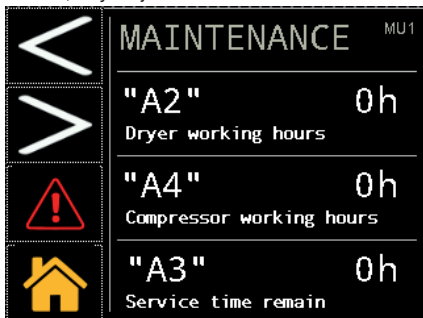 MAINTENANCE MU1
"A2" 0h
Dryer working hours
"A4" 0h
Compressor working hours
"A3" 0h
Service time remain